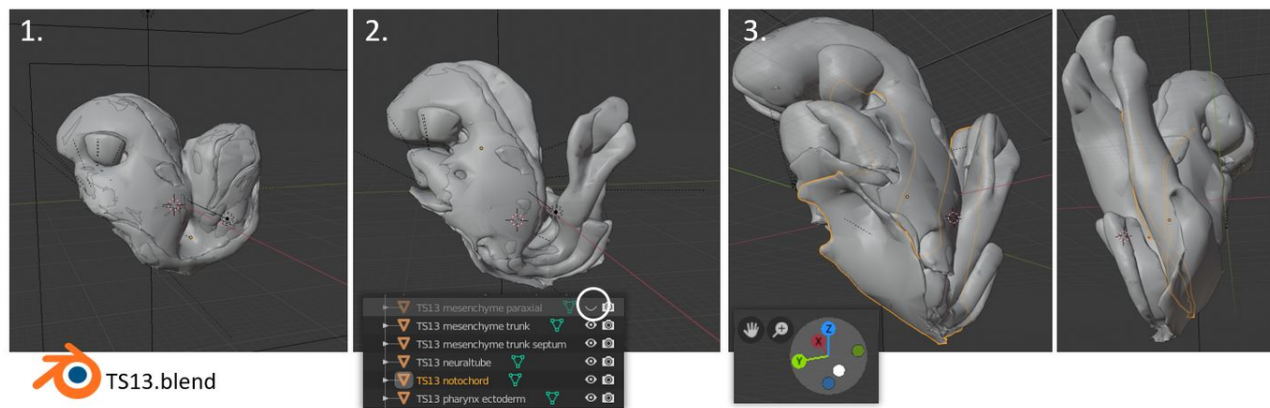 1.
2.
3.
TS13 mesenchyme paraxial
TS13 mesenchyme trunk
TS13 mesenchyme trunk septum
TS13 neuraltube
TS13 notochord
TS13 pharynx ectoderm
Z
X
Y
TS13.blend